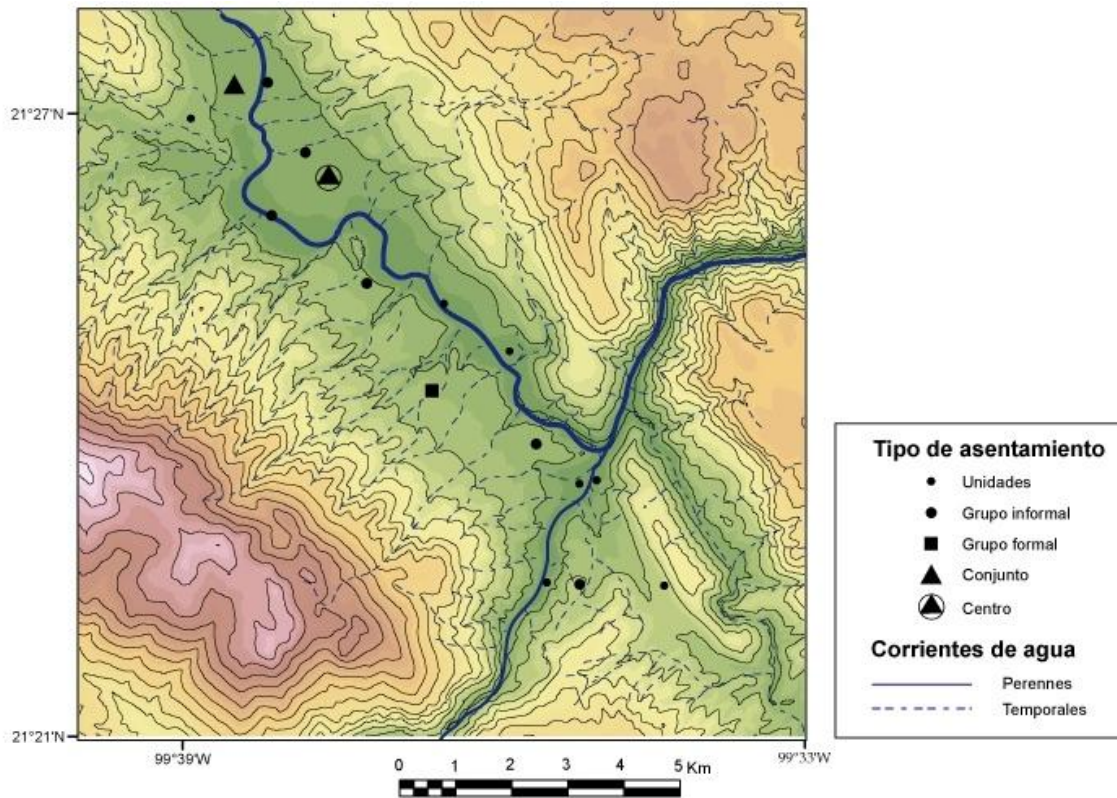 21°27'N
21°21'N
99°39'W
99°33'W
0 1 2 3 4 5 Km
Tipo de asentamiento
Unidades
Grupo informal
Grupo formal
Conjunto
Centro
Corrientes de agua
Perennes
Temporales